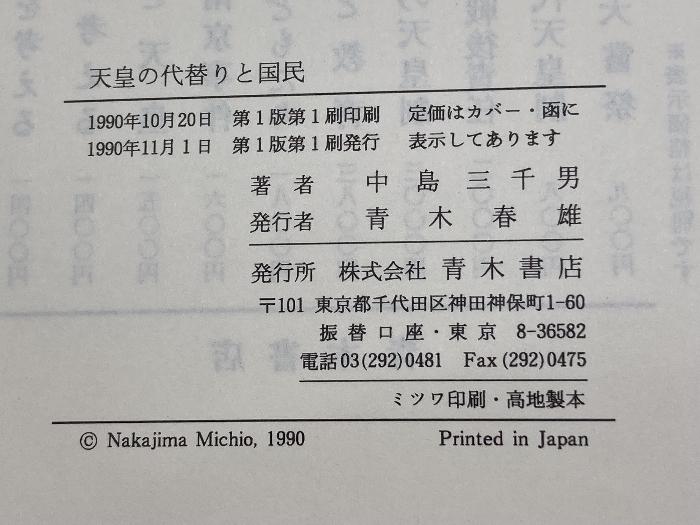 天皇の代替りと国民
1990年10月20日 第1版第1刷印刷 定価はカバー・函に
1990年11月1日 第1版第1刷発行 表示してあります
著者 中島三千男
発行者 青木春雄
発行所 株式会社 青木書店
〒101 東京都千代田区神田神保町1-60
振替口座・東京 8-36582
電話03(292)0481 Fax(292)0475
ミツワ印刷・高地製本
© Nakajima Michio, 1990 Printed in Japan